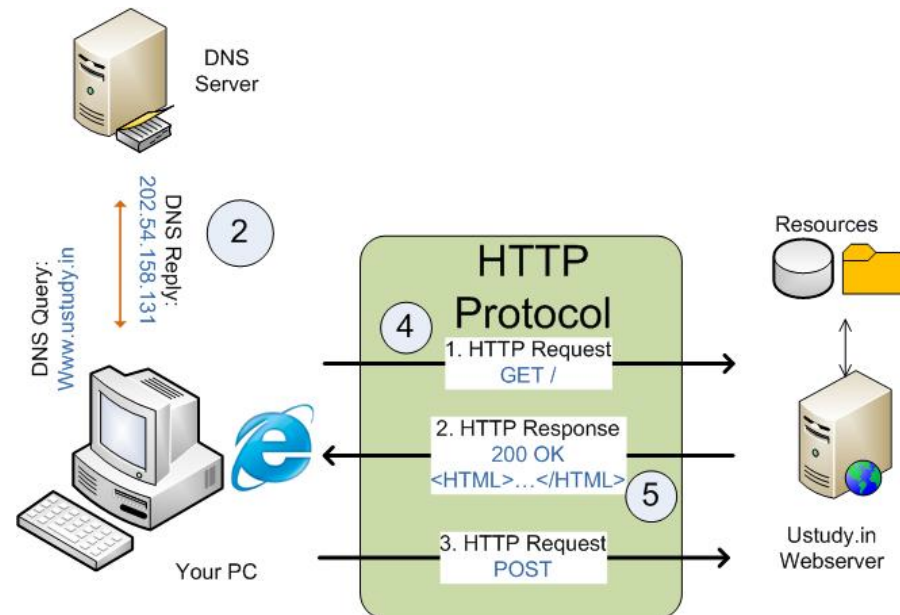 DNS
Server
DNS Query:
Www.ustudy.in
DNS Reply:
202.54.158.131
2
HTTP
Protocol
4
1. HTTP Request
GET /
2. HTTP Response
200 OK
<HTML>...</HTML>
5
3. HTTP Request
POST
Your PC
Resources
Ustudy.in
Webserver